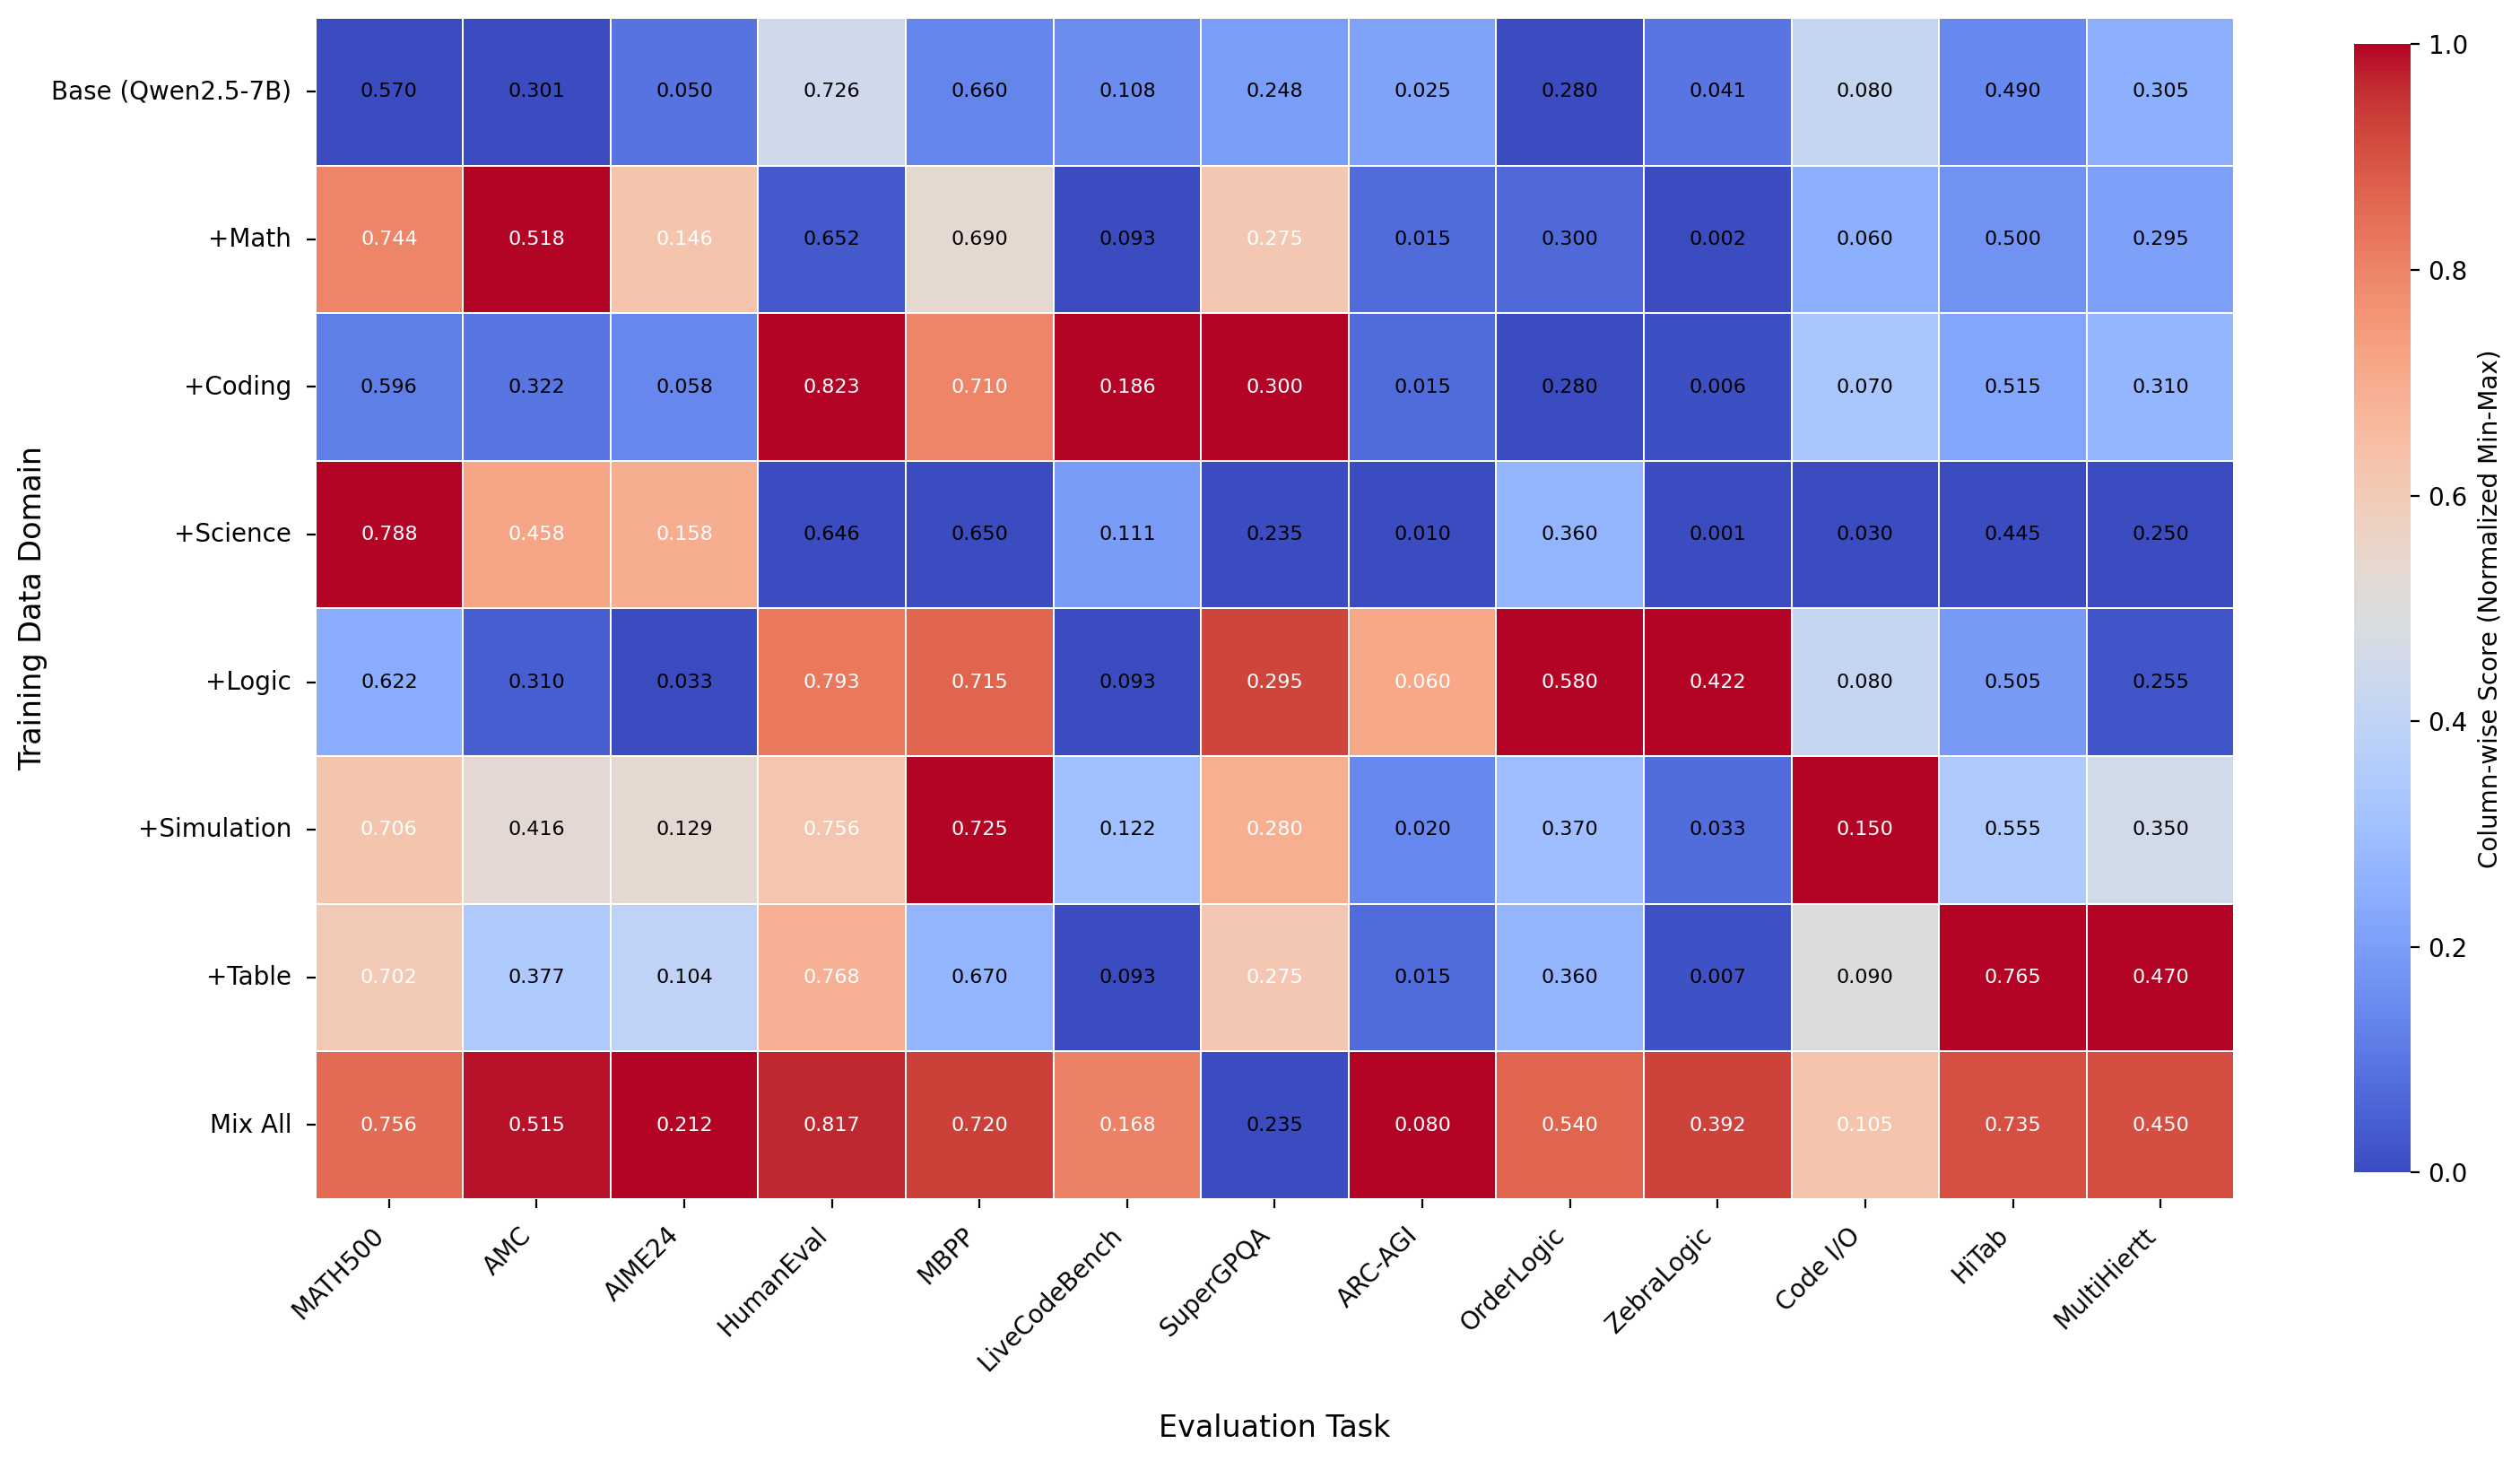 Base (Qwen2.5-7B) 0.570 0.301 0.050 0.726 0.660 0.108 0.248 0.025 0.280 0.041 0.080 0.490 0.305
+Math 0.744 0.518 0.146 0.652 0.690 0.093 0.275 0.015 0.300 0.002 0.060 0.500 0.295
+Coding 0.596 0.322 0.058 0.823 0.710 0.186 0.300 0.015 0.280 0.006 0.070 0.515 0.310
+Science 0.788 0.458 0.158 0.646 0.650 0.111 0.235 0.010 0.360 0.001 0.030 0.445 0.250
+Logic 0.622 0.310 0.033 0.793 0.715 0.093 0.295 0.060 0.580 0.422 0.080 0.505 0.255
+Simulation 0.706 0.416 0.129 0.756 0.725 0.122 0.280 0.020 0.370 0.033 0.150 0.555 0.350
+Table 0.702 0.377 0.104 0.768 0.670 0.093 0.275 0.015 0.360 0.007 0.090 0.765 0.470
Mix All 0.756 0.515 0.212 0.817 0.720 0.168 0.235 0.080 0.540 0.392 0.105 0.735 0.450
MATH500 AMC AIME24 HumanEval MBPP LiveCodeBench SuperGPQA ARC-AGI OrderLogic ZebraLogic Code I/O HiTab MultiHiertt
Evaluation Task
Training Data Domain
1.0
0.8
0.6
0.4
0.2
0.0
Column-wise Score (Normalized Min-Max)